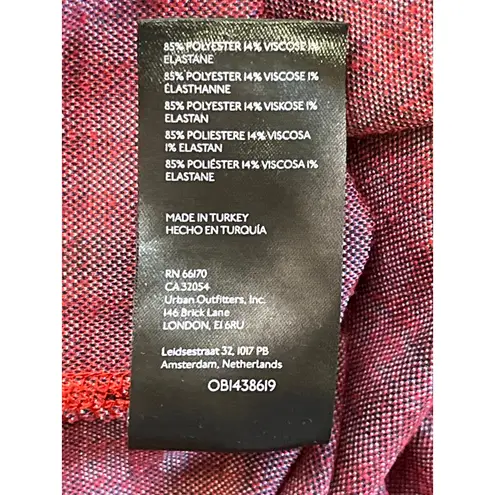 85% POLYESTER 14% VISCOSE 1%
ELASTANE
85% POLYESTER 14% VISCOSE 1%
ÉLASTHANNE
85% POLYESTER 14% VISKOSE 1%
ELASTAN
85% POLIESTERE 14% VISCOSA
1% ELASTAN
85% POLIÉSTER 14% VISCOSA 1%
ELASTANE
MADE IN TURKEY
HECHO EN TURQUÍA
RN 66170
CA 32054
Urban Outfitters, Inc.
146 Brick Lane
LONDON, E1 6RU
Leidsestraat 32, 1017 PB
Amsterdam, Netherlands
OB1438619